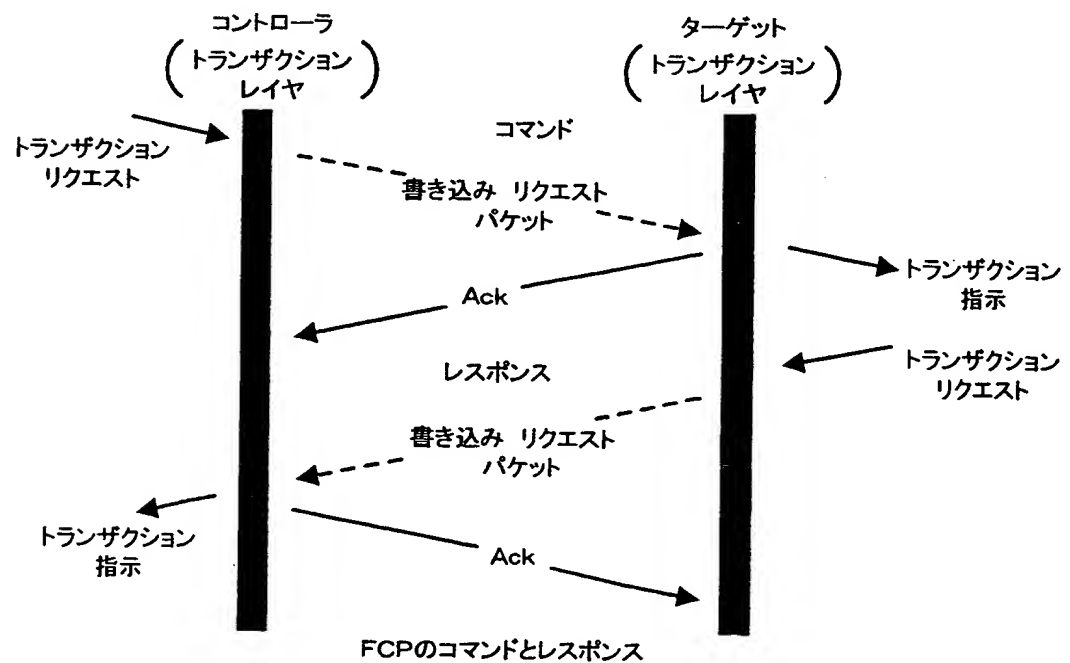 コントローラ
(トランザクション
レイヤ)
ターゲット
(トランザクション
レイヤ)
コマンド
トランザクション
リクエスト
書き込み リクエスト
パケット
トランザクション
指示
Ack
レスポンス
トランザクション
リクエスト
書き込み リクエスト
パケット
トランザクション
指示
Ack
FCPのコマンドとレスポンス